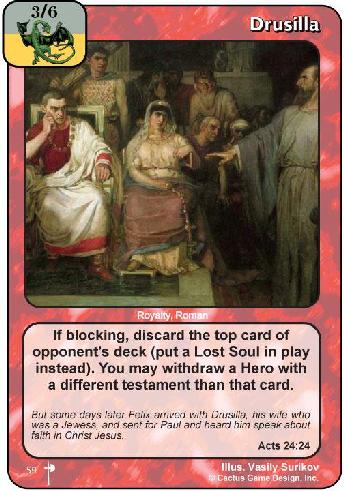 3/6
Drusilla
Royalty, Roman
If blocking, discard the top card of
opponent's deck (put a Lost Soul in play
instead). You may withdraw a Hero with
a different testament than that card.
But some days later Felix arrived with Drusilla, his wife who
was a Jewess, and sent for Paul and heard him speak about
faith in Christ Jesus.
Acts 24:24
59
Illus. Vasily Surikov
© Cactus Game Design, Inc.